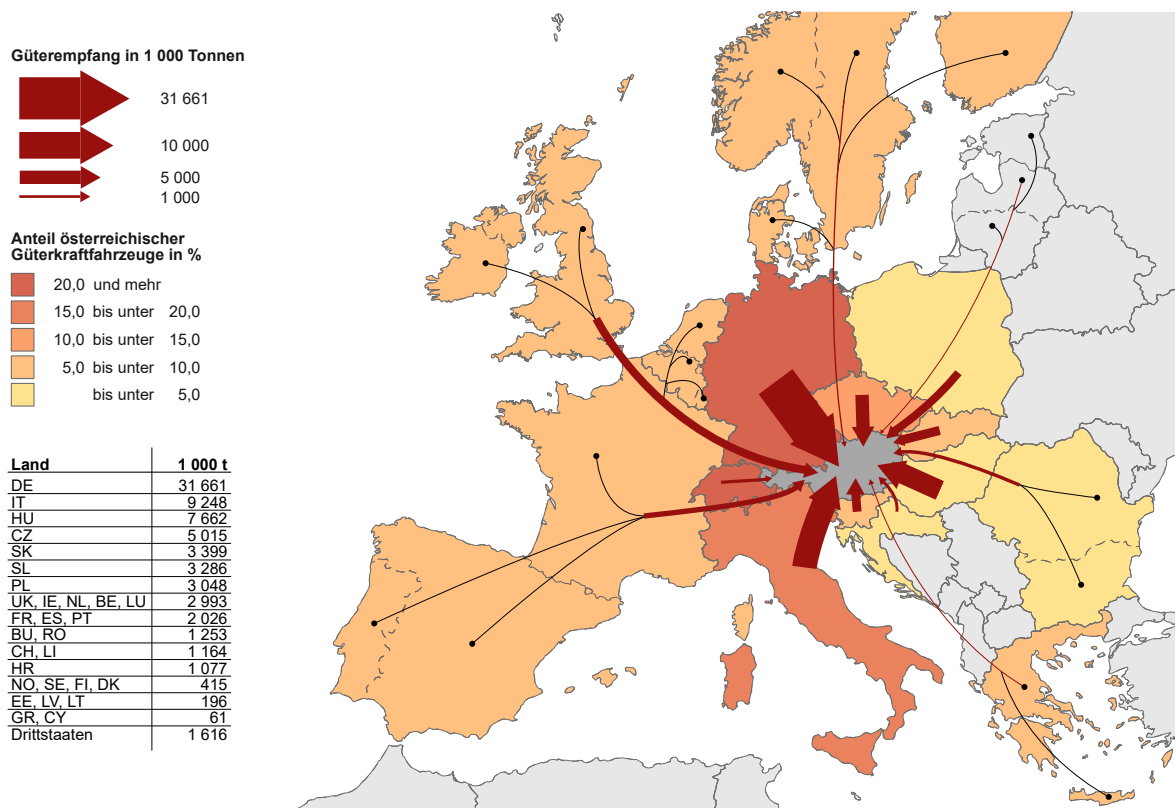 Güterempfang in 1 000 Tonnen
31 661
10 000
5 000
1 000
Anteil österreichischer
Güterkraftfahrzeuge in %
20,0 und mehr
15,0 bis unter 20,0
10,0 bis unter 15,0
5,0 bis unter 10,0
bis unter 5,0
Land 1 000 t
DE 31 661
IT 9 248
HU 7 662
CZ 5 015
SK 3 399
SL 3 286
PL 3 048
UK, IE, NL, BE, LU 2 993
FR, ES, PT 2 026
BU, RO 1 253
CH, LI 1 164
HR 1 077
NO, SE, FI, DK 415
EE, LV, LT 196
GR, CY 61
Drittstaaten 1 616